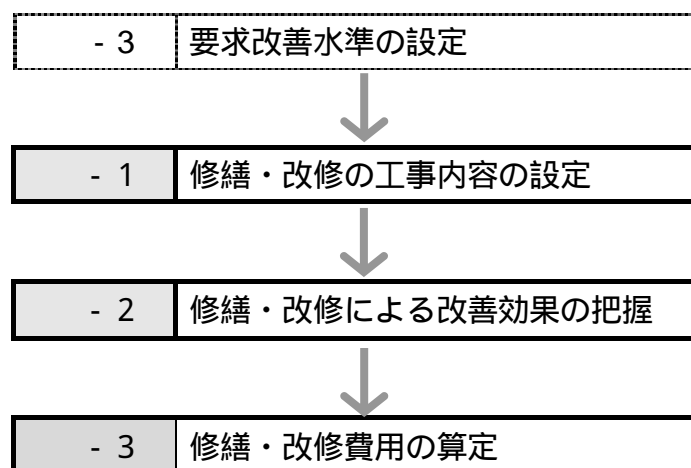 - 3 要求改善水準の設定
- 1 修繕・改修の工事内容の設定
- 2 修繕・改修による改善効果の把握
- 3 修繕・改修費用の算定